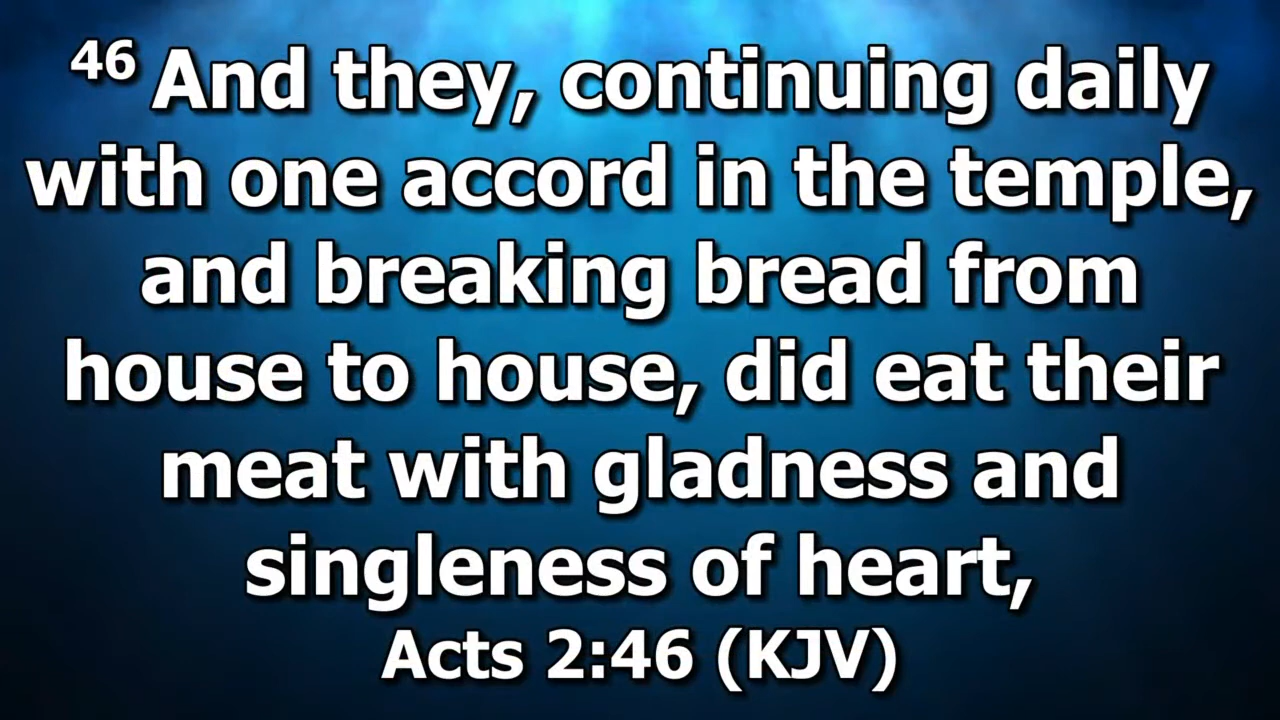 46 And they, continuing daily
with one accord in the temple,
and breaking bread from
house to house, did eat their
meat with gladness and
singleness of heart,
Acts 2:46 (KJV)